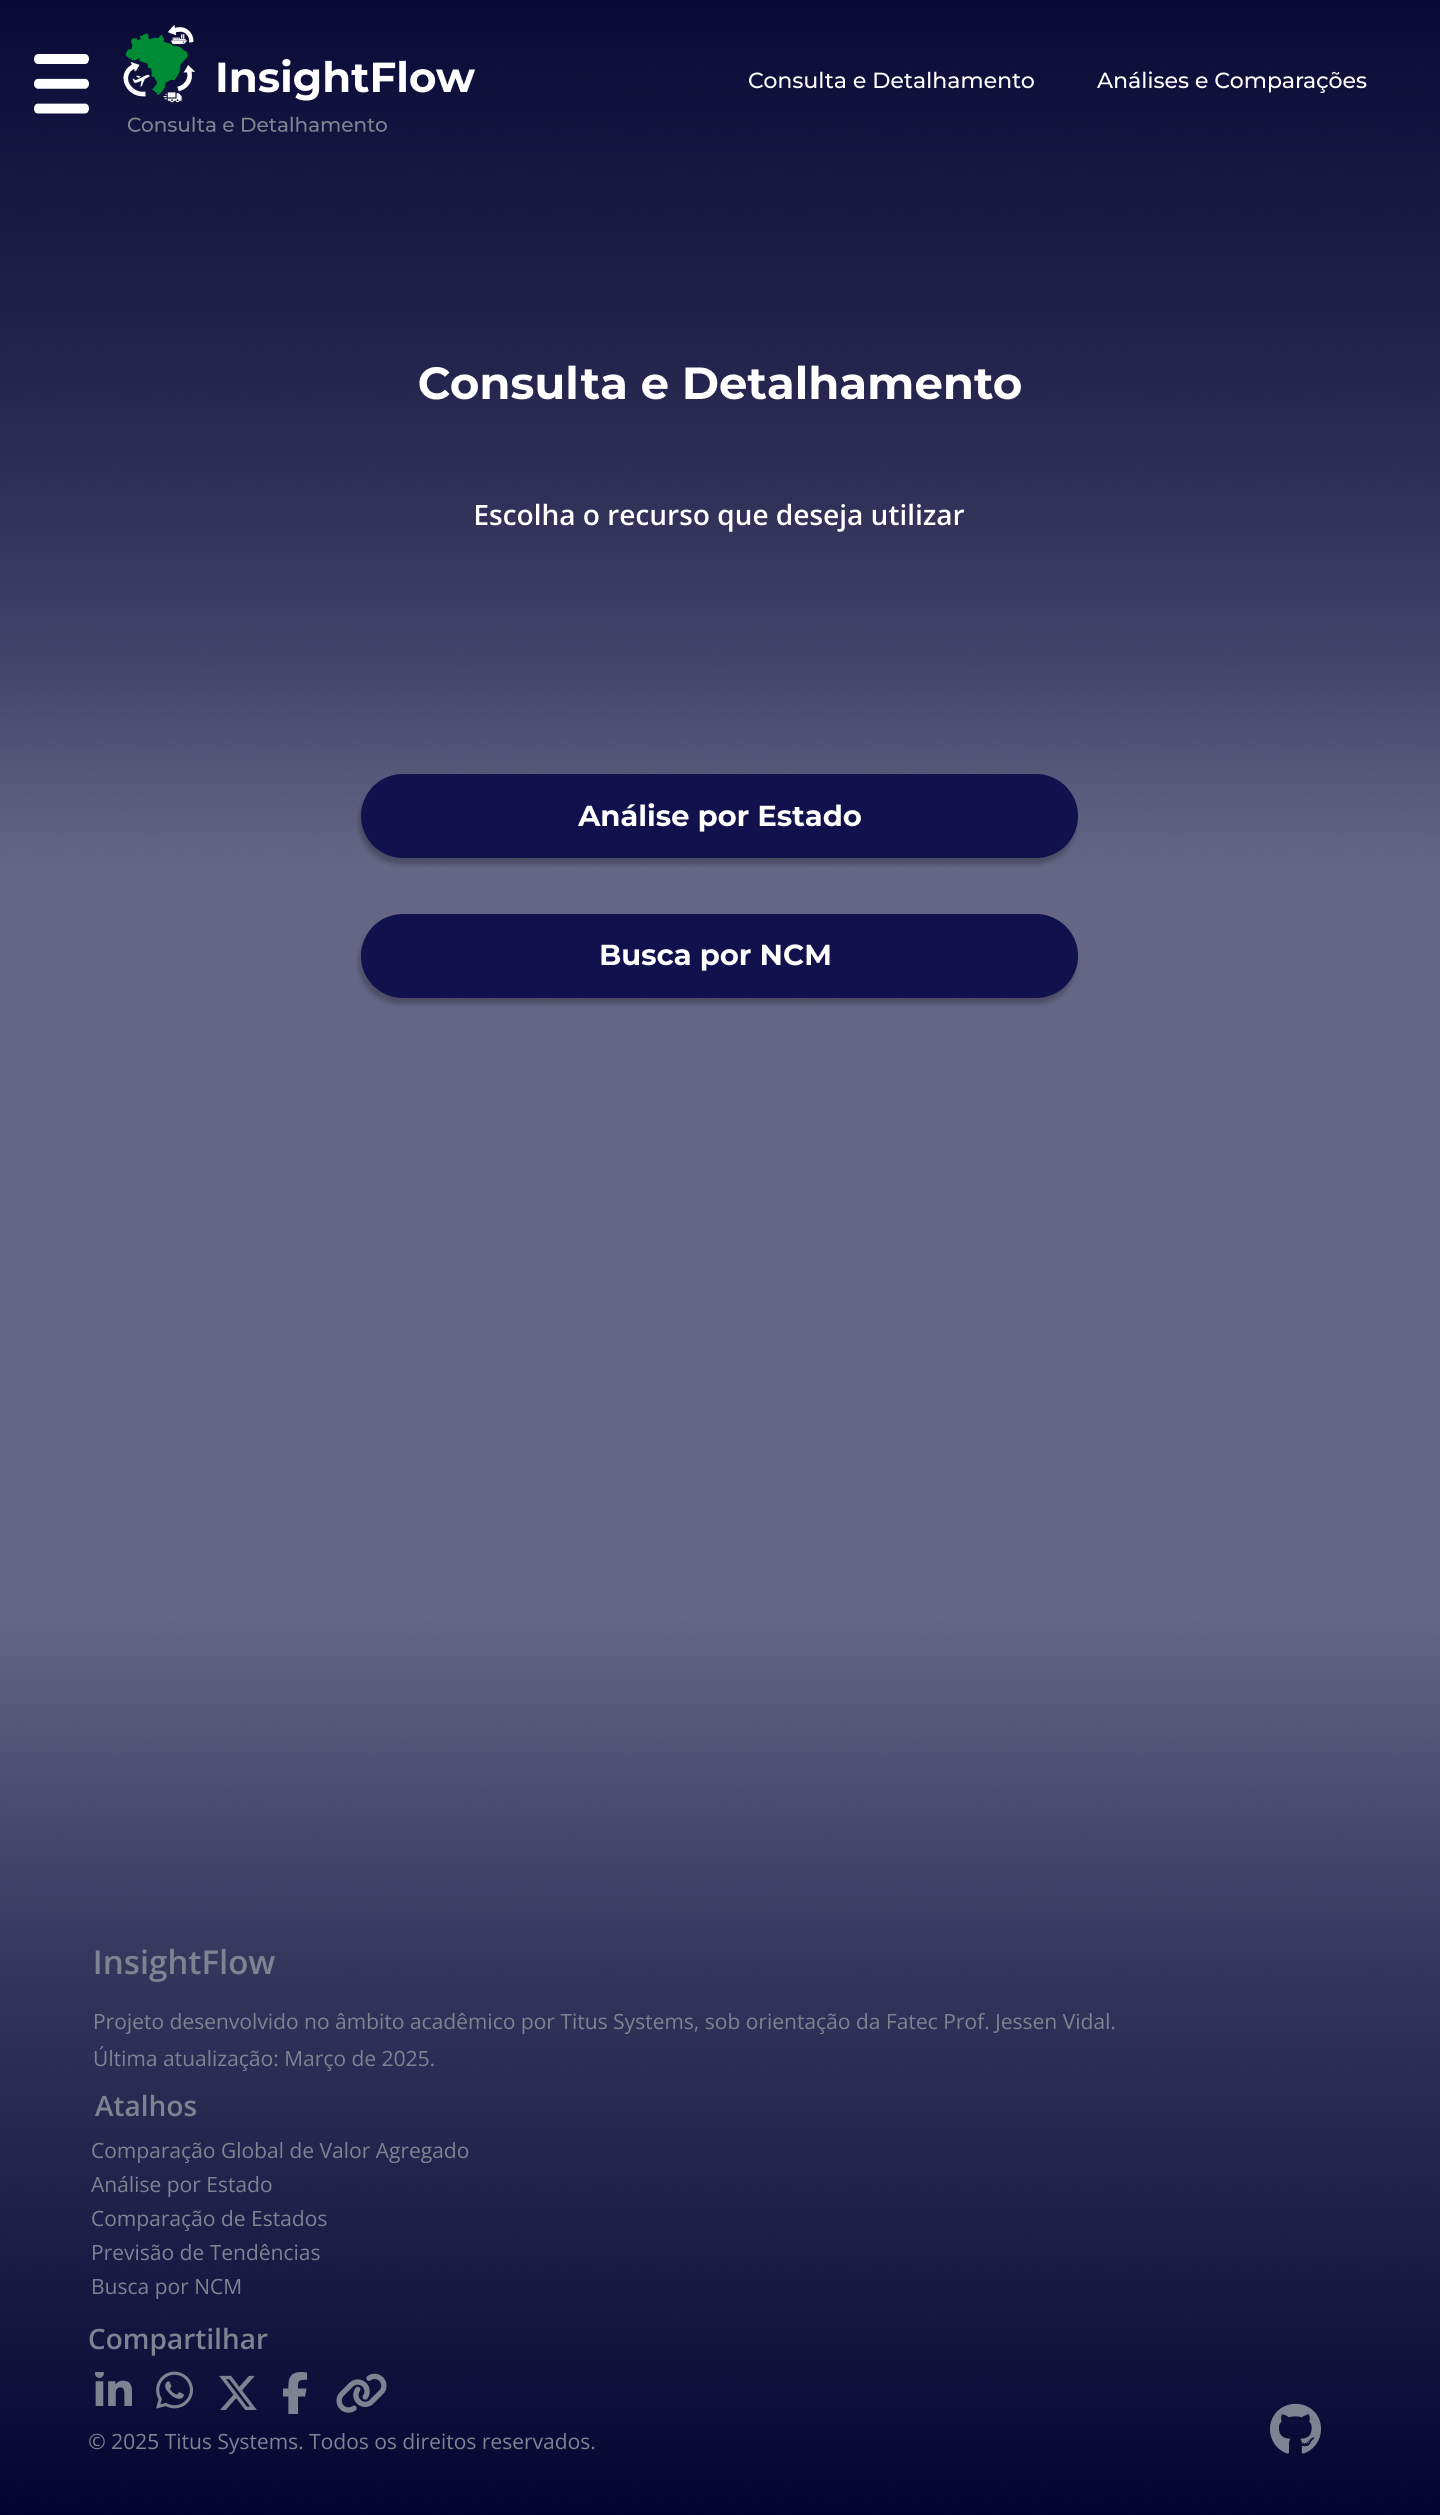 InsightFlow
Consulta e Detalhamento
Análises e Comparações
Consulta e Detalhamento
Consulta e Detalhamento
Escolha o recurso que deseja utilizar
Análise por Estado
Busca por NCM
InsightFlow
Projeto desenvolvido no âmbito acadêmico por Titus Systems, sob orientação da Fatec Prof. Jessen Vidal.
Última atualização: Março de 2025.
Atalhos
Comparação Global de Valor Agregado
Análise por Estado
Comparação de Estados
Previsão de Tendências
Busca por NCM
Compartilhar
© 2025 Titus Systems. Todos os direitos reservados.